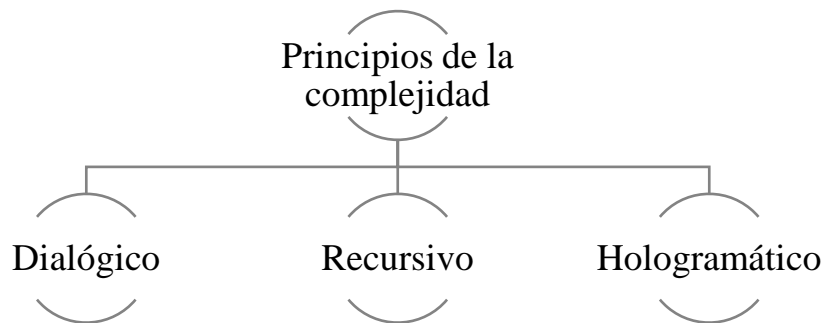 Principios de la
complejidad
Dialógico
Recursivo
Hologramático